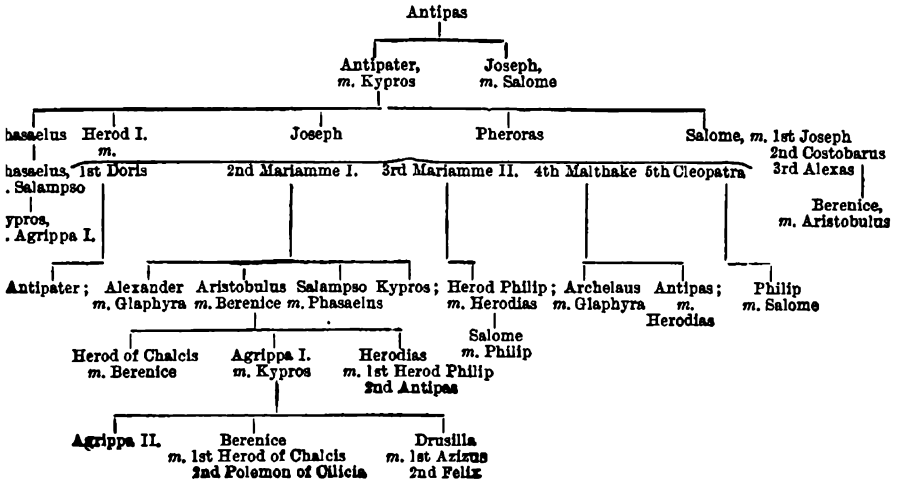 Antipas
Antipater, Joseph,
m. Kypros m. Salome
hasaelus Herod I. Joseph Pheroras Salome, m. 1st Joseph
m. 2nd Costobarus
hasaelus, 1st Doris 2nd Mariamme I. 3rd Mariamme II. 4th Malthake 5th Cleopatra 3rd Alexas
. Salampso
ypros, Berenice,
. Agrippa I. m. Aristobulus
Antipater; Alexander Aristobulus Salampso Kypros; Herod Philip; Archelaus Antipas; Philip
m. Glaphyra m. Berenice m. Phasaelus m. Herodias m. Glaphyra m. m. Salome
Herodias
Salome
m. Philip
Herod of Chalcis Agrippa I. Herodias
m. Berenice m. Kypros m. 1st Herod Philip
2nd Antipas
Agrippa II. Berenice Drusilla
m. 1st Herod of Chalcis m. 1st Azizus
2nd Polemon of Cilicia 2nd Felix